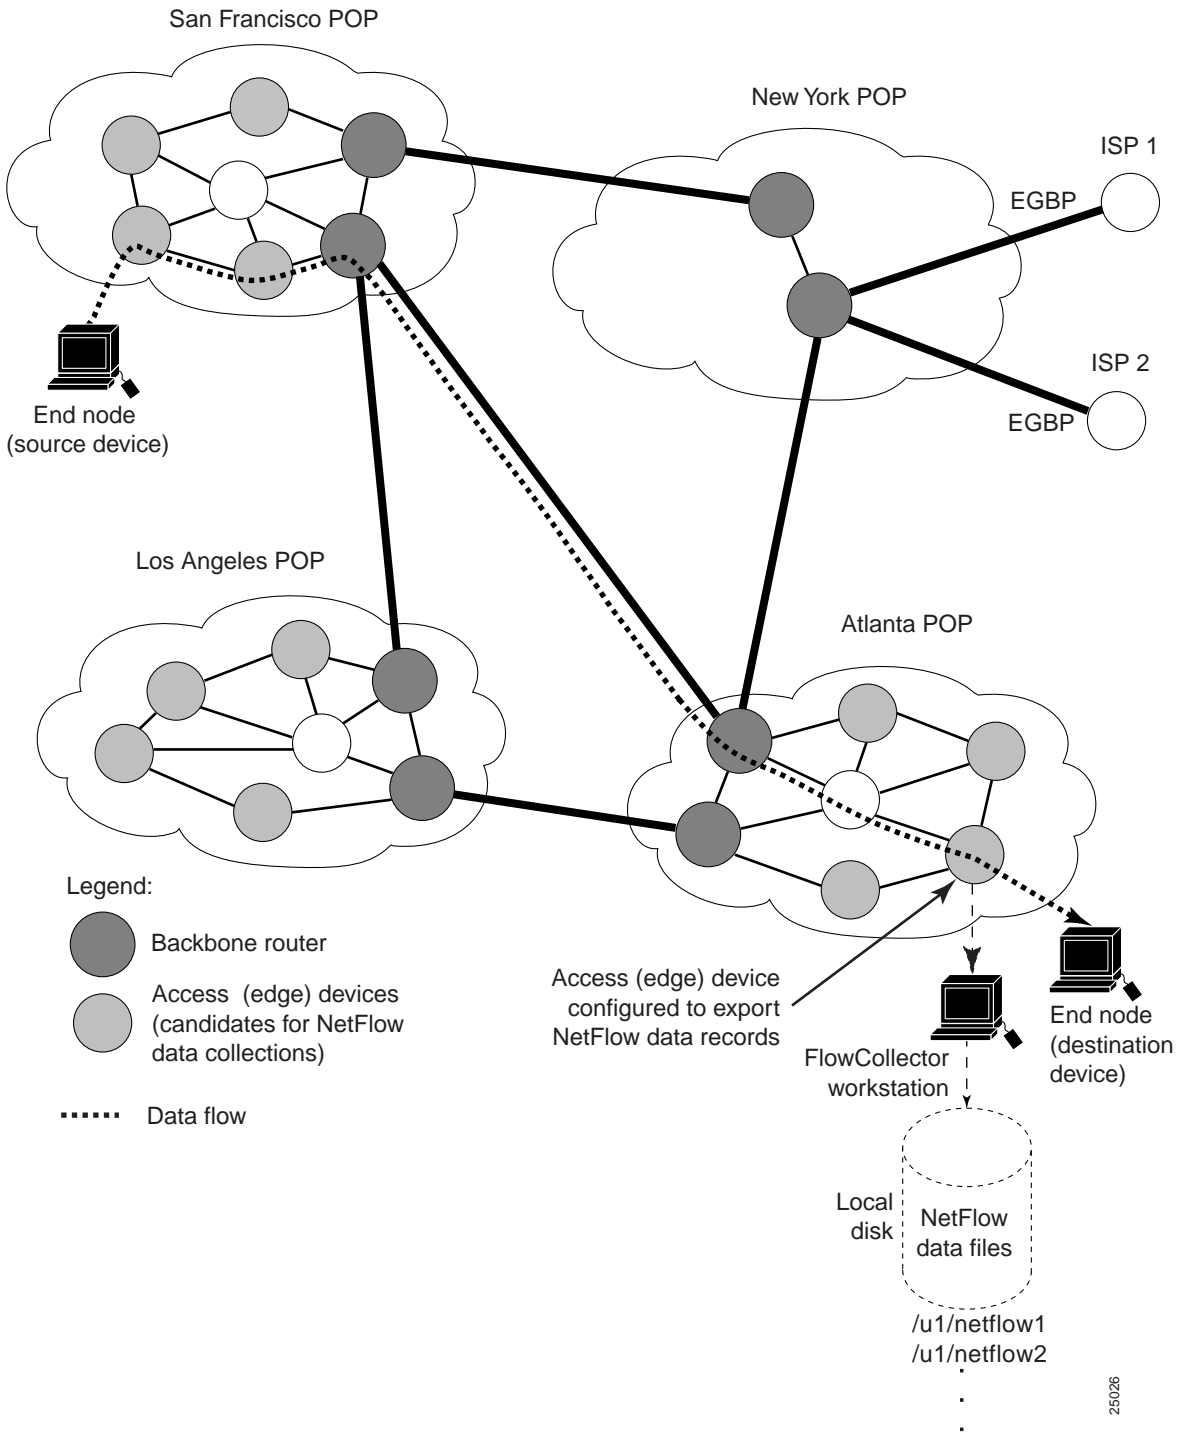 San Francisco POP
New York POP
ISP 1
EGBP
ISP 2
EGBP
End node
(source device)
Los Angeles POP
Atlanta POP
Legend:
Backbone router
Access (edge) devices
(candidates for NetFlow
data collections)
Data flow
Access (edge) device
configured to export
NetFlow data records
FlowCollector
workstation
End node
(destination
device)
Local
disk
NetFlow
data files
/u1/netflow1
/u1/netflow2
.
.
.
25026